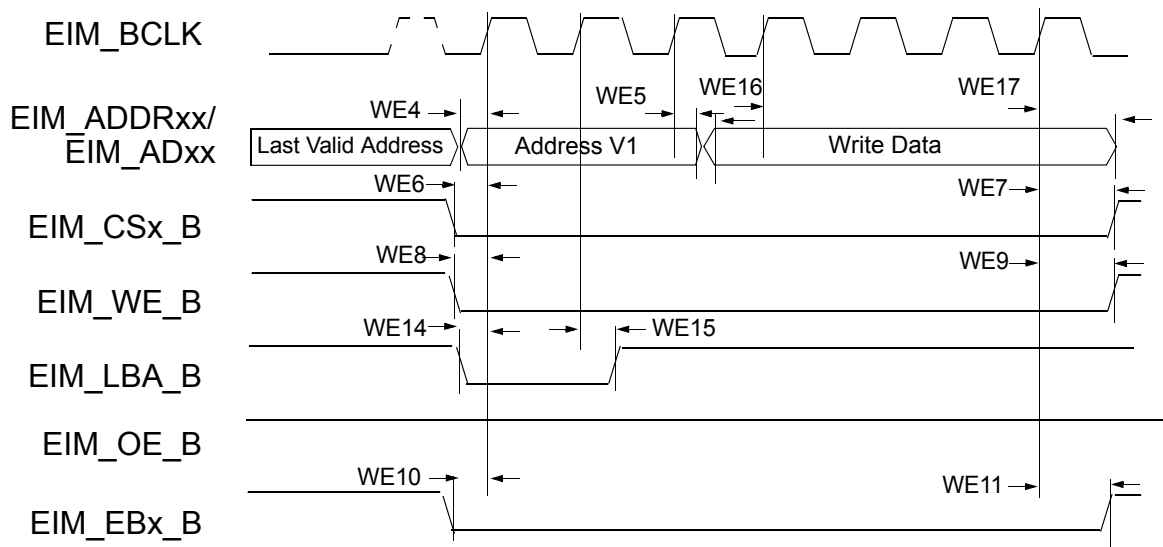 EIM_BCLK
WE4
WE5
WE16
WE17
EIM_ADDRxx/
EIM_ADxx
Last Valid Address
Address V1
Write Data
WE6
WE7
EIM_CSx_B
WE8
WE9
EIM_WE_B
WE14
WE15
EIM_LBA_B
EIM_OE_B
WE10
WE11
EIM_EBx_B